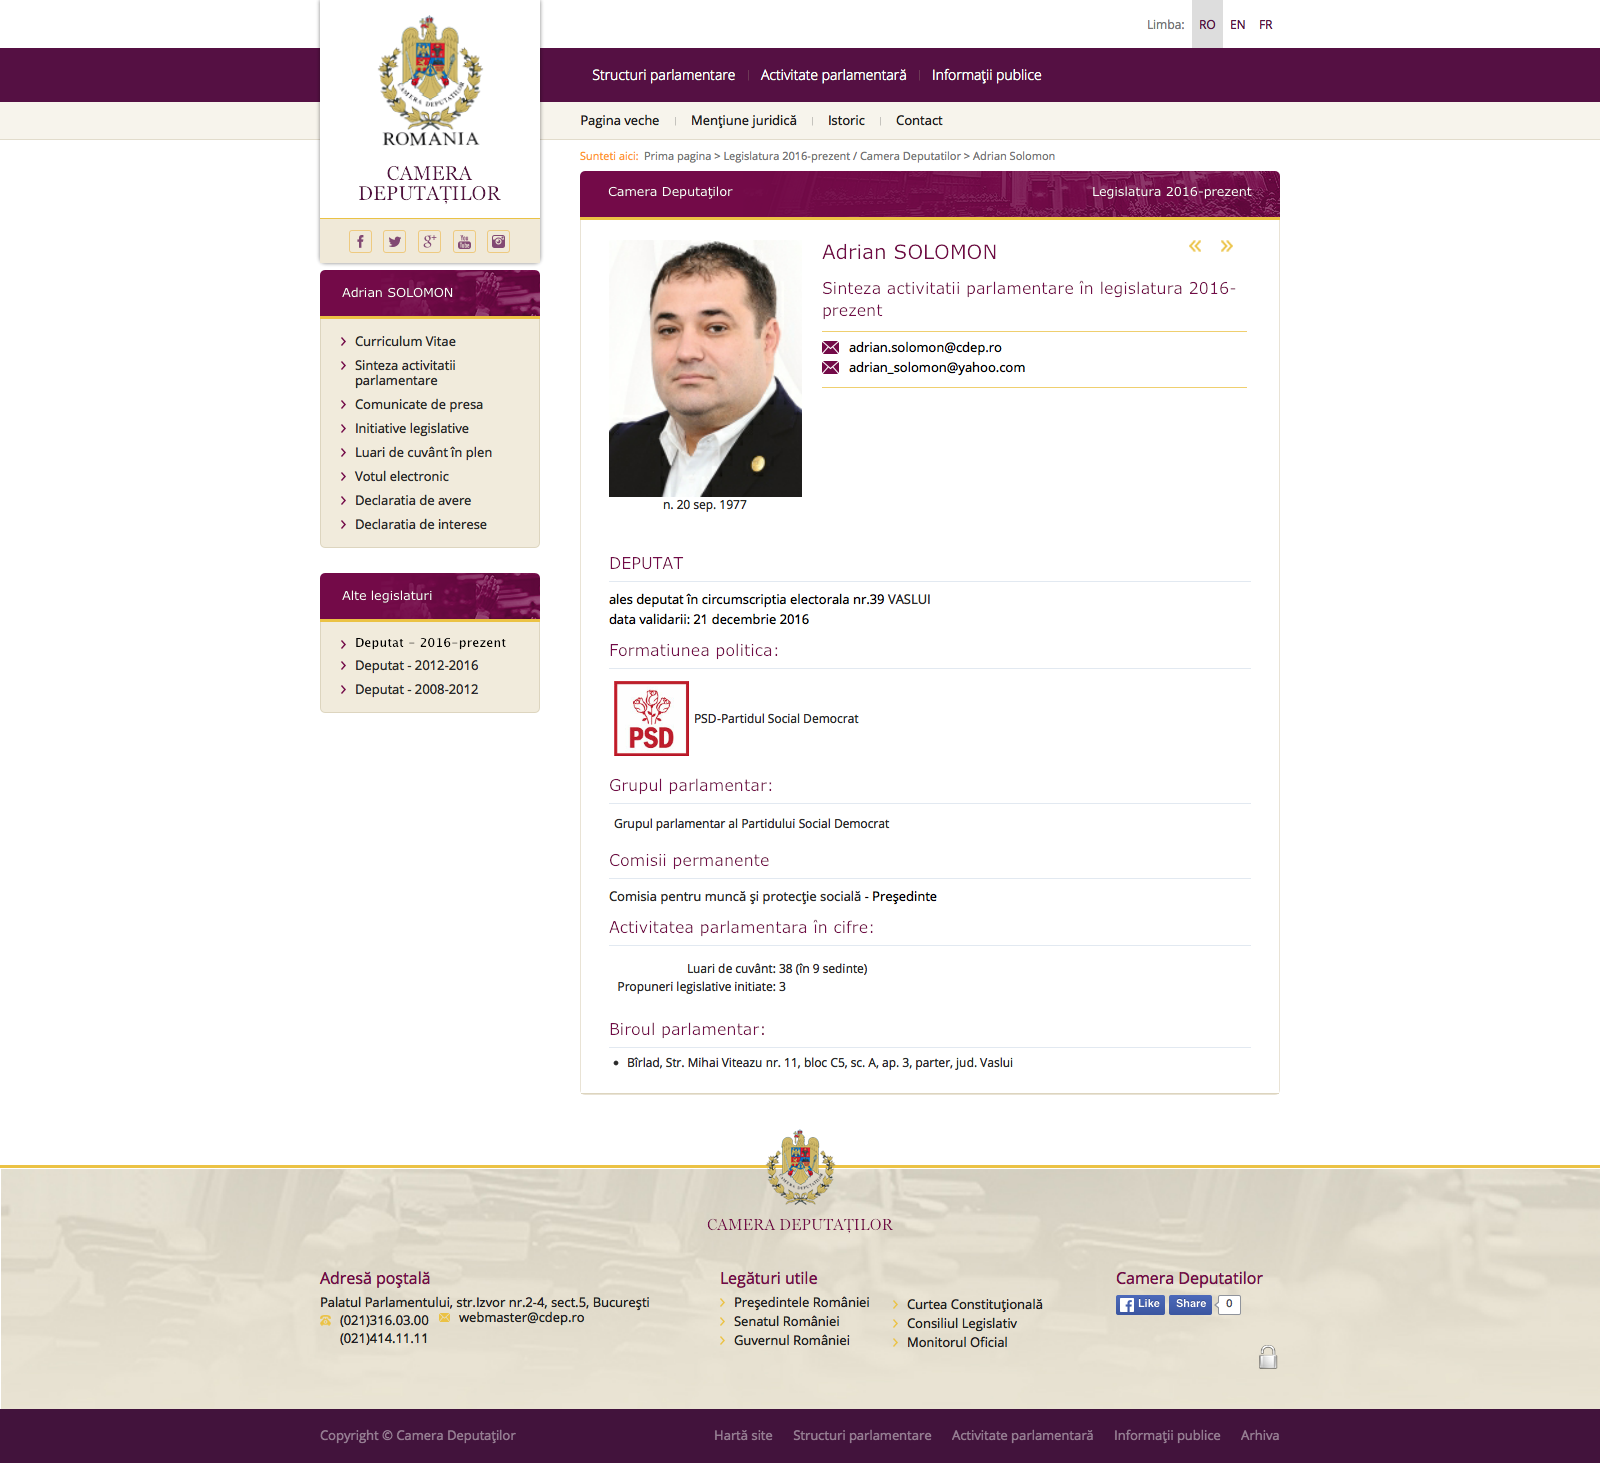 Limba: RO EN FR
Structuri parlamentare Activitate parlamentară Informaţii publice
Pagina veche Menţiune juridică Istoric Contact
CAMERA DEPUTAŢILOR
ROMANIA
CAMERA
DEPUTAŢILOR
g+
You
Tube
Sunteti aici: Prima pagina > Legislatura 2016-prezent / Camera Deputatilor > Adrian Solomon
Adrian SOLOMON
Curriculum Vitae
Sinteza activitatii
parlamentare
Comunicate de presa
Initiative legislative
Luari de cuvânt în plen
Votul electronic
Declaratia de avere
Declaratia de interese
Alte legislaturi
Deputat - 2016-prezent
Deputat - 2012-2016
Deputat - 2008-2012
Camera Deputaţilor Legislatura 2016-prezent
Adrian SOLOMON « »
Sinteza activitatii parlamentare în legislatura 2016-
prezent
adrian.solomon@cdep.ro
adrian_solomon@yahoo.com
n. 20 sep. 1977
DEPUTAT
ales deputat în circumscriptia electorala nr.39 VASLUI
data validarii: 21 decembrie 2016
Formatiunea politica:
PSD
PSD-Partidul Social Democrat
Grupul parlamentar:
Grupul parlamentar al Partidului Social Democrat
Comisii permanente
Comisia pentru muncă şi protecţie socială - Preşedinte
Activitatea parlamentara în cifre:
Luari de cuvânt: 38 (în 9 sedinte)
Propuneri legislative initiate: 3
Biroul parlamentar:
• Bîrlad, Str. Mihai Viteazu nr. 11, bloc C5, sc. A, ap. 3, parter, jud. Vaslui
CAMERA DEPUTAŢILOR
CAMERA DEPUTAŢILOR
Adresă poştală
Palatul Parlamentului, str.Izvor nr.2-4, sect.5, Bucureşti
(021)316.03.00 webmaster@cdep.ro
(021)414.11.11
Legături utile
Preşedintele României
Senatul României
Guvernul României
Curtea Constituţională
Consiliul Legislativ
Monitorul Oficial
Camera Deputatilor
Like Share 0
Copyright © Camera Deputaţilor Hartă site Structuri parlamentare Activitate parlamentară Informaţii publice Arhiva